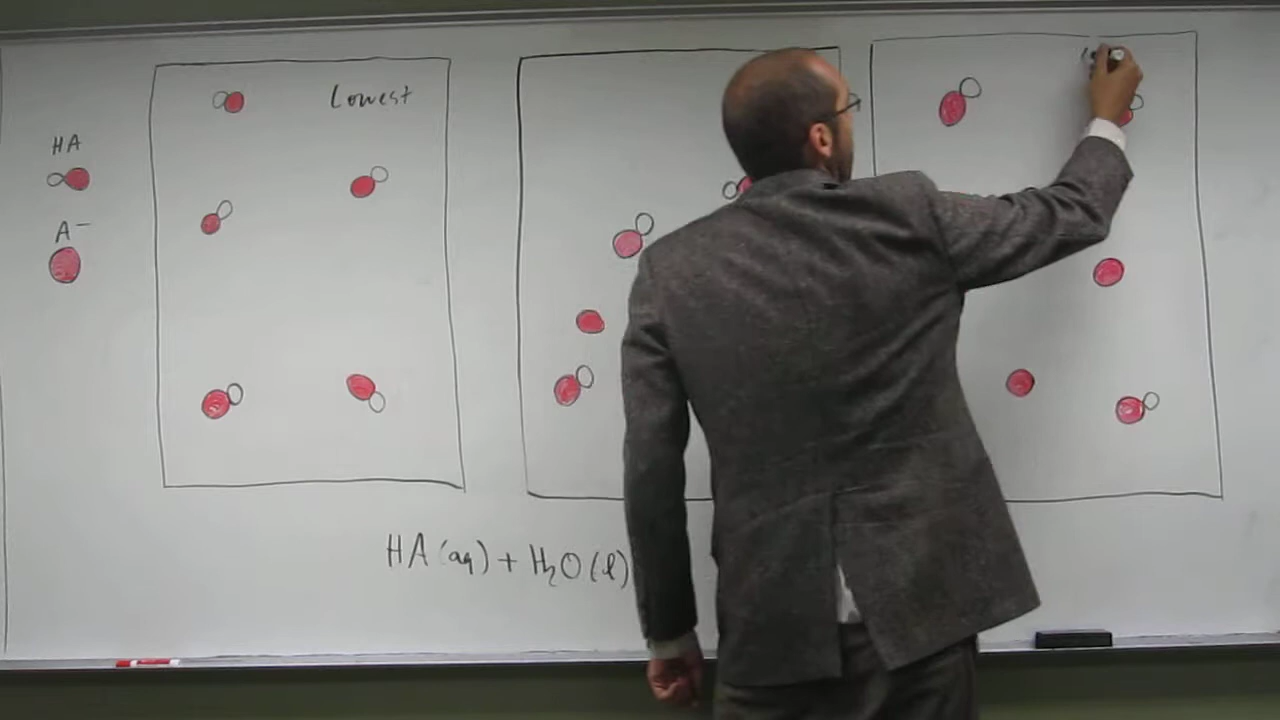 HA
A⁻
Lowest
HA(aq) + H₂O(l)